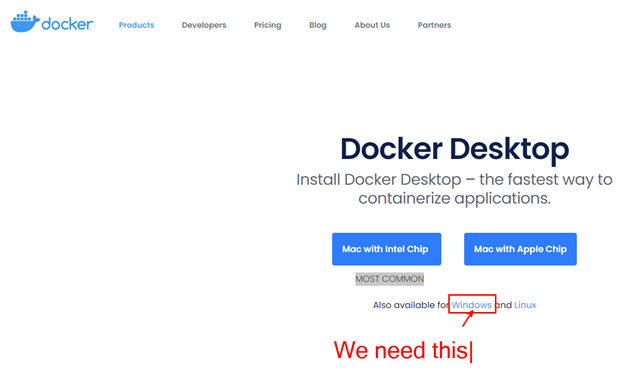 docker
Products Developers Pricing Blog About Us Partners
Docker Desktop
Install Docker Desktop – the fastest way to
containerize applications.
Mac with Intel Chip Mac with Apple Chip
MOST COMMON
Also available for Windows and Linux
We need this